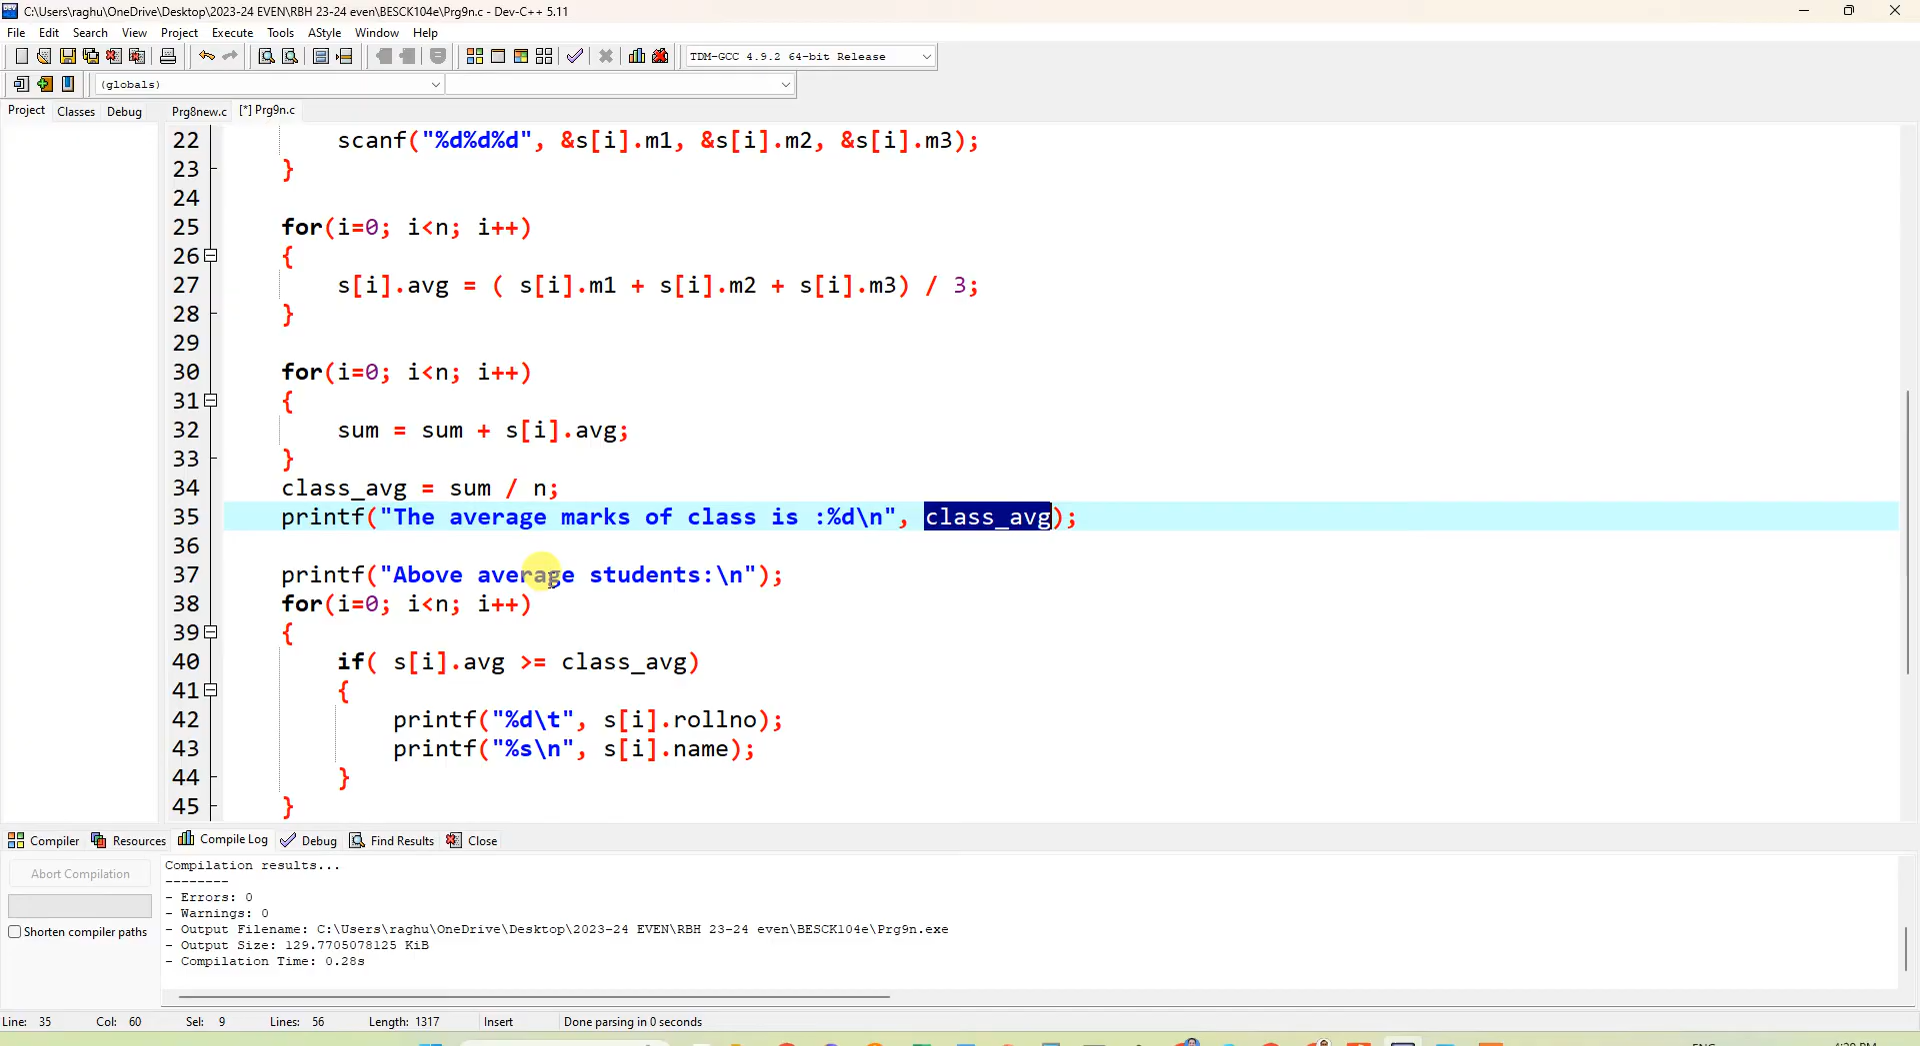 C:\Users\raghu\OneDrive\Desktop\2023-24 EVEN\RBH 23-24 even\BESCK104e\Prg9n.c - Dev-C++ 5.11
File Edit Search View Project Execute Tools AStyle Window Help
TDM-GCC 4.9.2 64-bit Release
(globals)
Project Classes Debug Prg8new.c [*] Prg9n.c
22 scanf("%d%d%d", &s[i].m1, &s[i].m2, &s[i].m3);
23 }
24
25 for(i=0; i<n; i++)
26 {
27 s[i].avg = ( s[i].m1 + s[i].m2 + s[i].m3) / 3;
28 }
29
30 for(i=0; i<n; i++)
31 {
32 sum = sum + s[i].avg;
33 }
34 class_avg = sum / n;
35 printf("The average marks of class is :%d\n", class_avg);
36
37 printf("Above average students:\n");
38 for(i=0; i<n; i++)
39 {
40 if( s[i].avg >= class_avg)
41 {
42 printf("%d\t", s[i].rollno);
43 printf("%s\n", s[i].name);
44 }
45 }
Compiler Resources Compile Log Debug Find Results Close
Abort Compilation
Shorten compiler paths
Compilation results...
--------
- Errors: 0
- Warnings: 0
- Output Filename: C:\Users\raghu\OneDrive\Desktop\2023-24 EVEN\RBH 23-24 even\BESCK104e\Prg9n.exe
- Output Size: 129.7705078125 KiB
- Compilation Time: 0.28s
Line: 35 Col: 60 Sel: 9 Lines: 56 Length: 1317 Insert Done parsing in 0 seconds